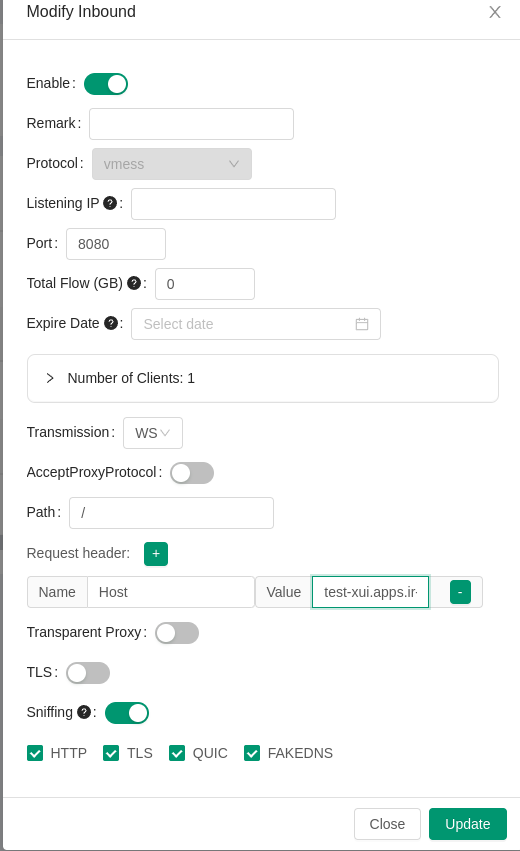 Modify Inbound
Enable :
Remark :
Protocol : vmess
Listening IP ? :
Port : 8080
Total Flow (GB) ? : 0
Expire Date ? : Select date
Number of Clients: 1
Transmission : WS
AcceptProxyProtocol :
Path : /
Request header: +
Name Host Value test-xui.apps.ir- -
Transparent Proxy :
TLS :
Sniffing ? :
HTTP TLS QUIC FAKEDNS
Close Update